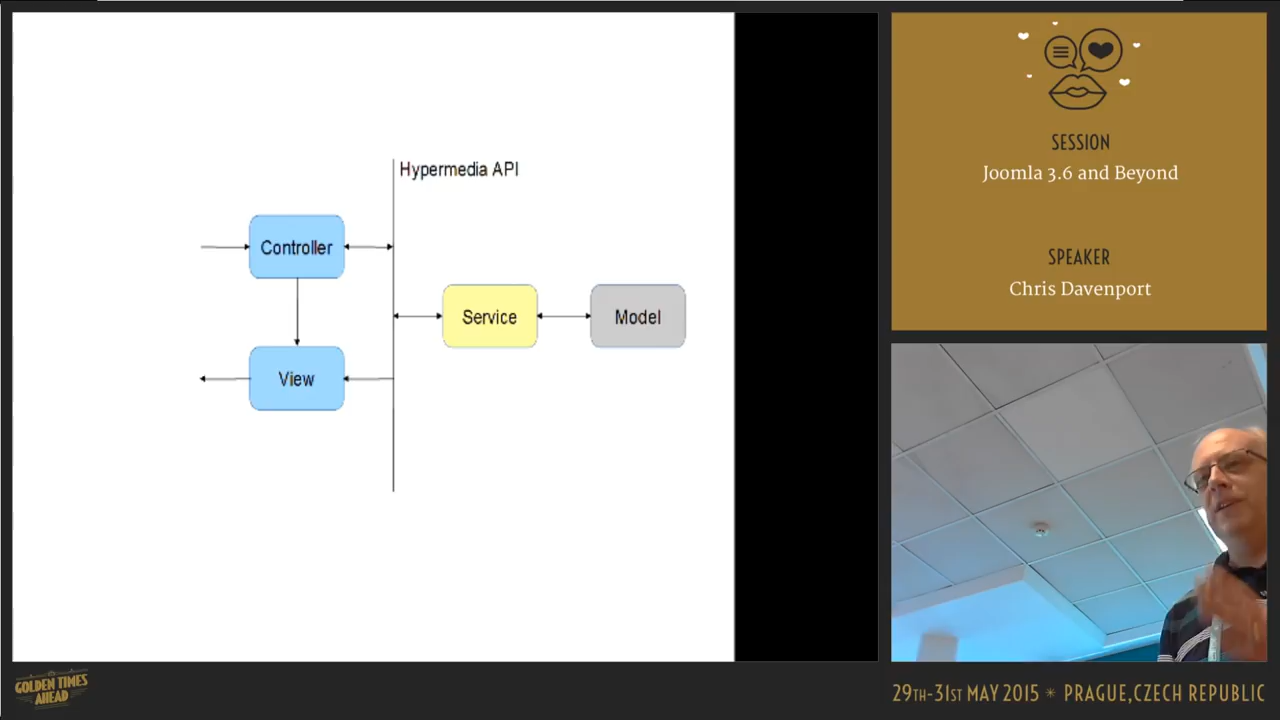 Hypermedia API
Controller
Service
Model
View
SESSION
Joomla 3.6 and Beyond
SPEAKER
Chris Davenport
GOLDEN TIMES
AHEAD
29TH-31ST MAY 2015 * PRAGUE, CZECH REPUBLIC